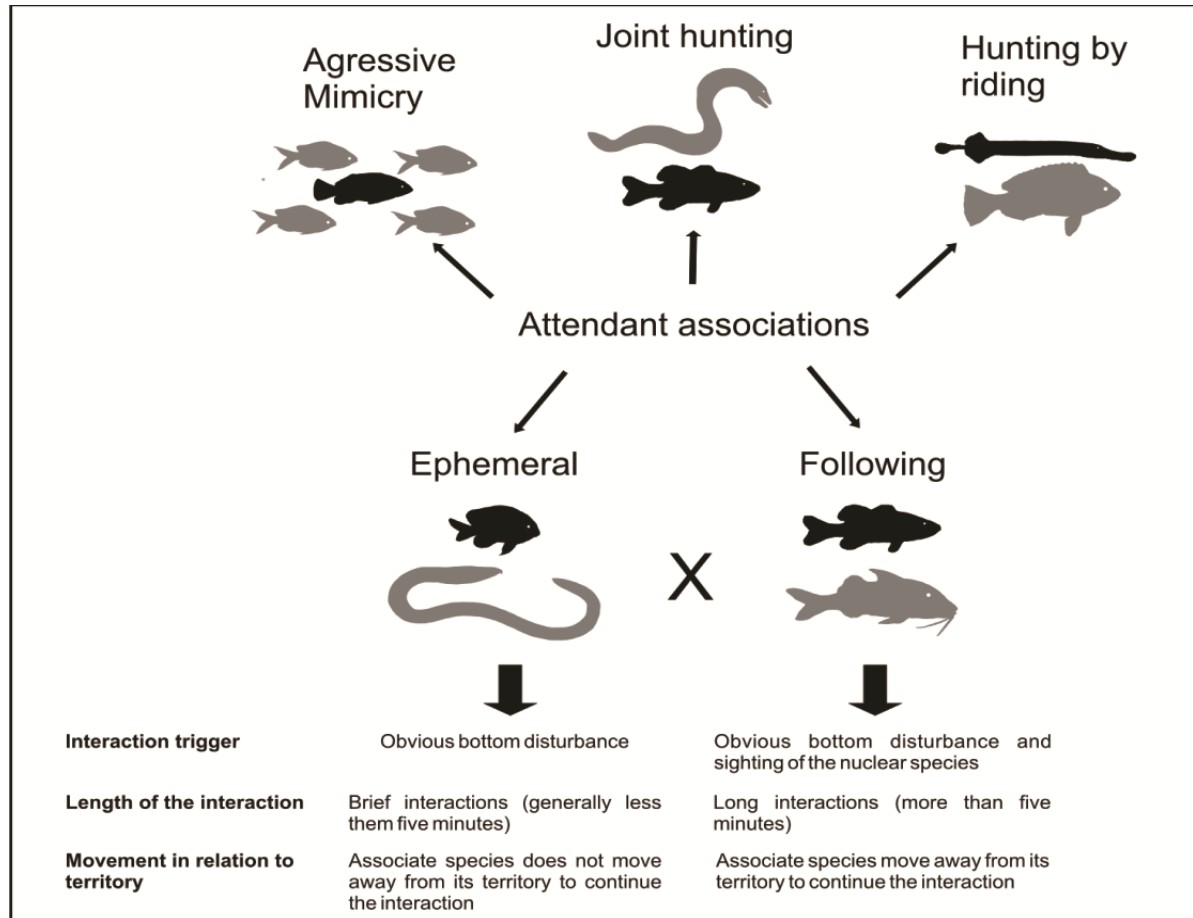 Agressive
Mimicry
Joint hunting
Hunting by
riding
Attendant associations
Ephemeral
Following
X
Interaction trigger
Obvious bottom disturbance
Obvious bottom disturbance and
sighting of the nuclear species
Length of the interaction
Brief interactions (generally less
them five minutes)
Long interactions (more than five
minutes)
Movement in relation to
territory
Associate species does not move
away from its territory to continue
the interaction
Associate species move away from its
territory to continue the interaction